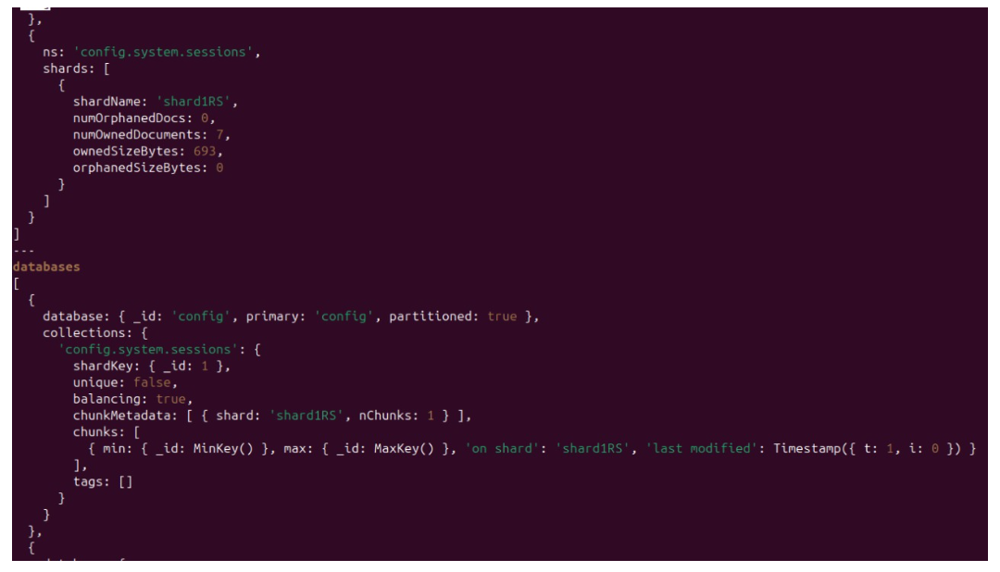 },
{
ns: 'config.system.sessions',
shards: [
{
shardName: 'shard1RS',
numOrphanedDocs: 0,
numOwnedDocuments: 7,
ownedSizeBytes: 693,
orphanedSizeBytes: 0
}
]
}
]
---
databases
[
{
database: { _id: 'config', primary: 'config', partitioned: true },
collections: {
'config.system.sessions': {
shardKey: { _id: 1 },
unique: false,
balancing: true,
chunkMetadata: [ { shard: 'shard1RS', nChunks: 1 } ],
chunks: [
{ min: { _id: MinKey() }, max: { _id: MaxKey() }, 'on shard': 'shard1RS', 'last modified': Timestamp({ t: 1, i: 0 }) }
],
tags: []
}
}
},
{